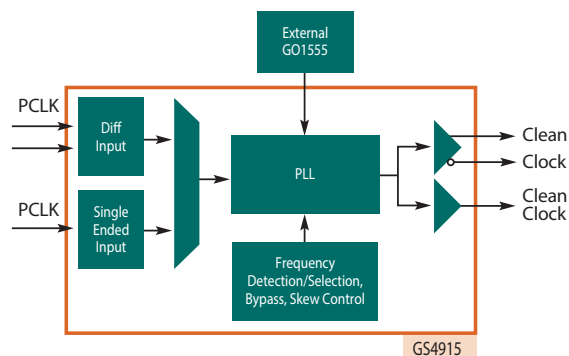 External
GO1555
PCLK
Diff
Input
PCLK
Single
Ended
Input
PLL
Frequency
Detection/Selection,
Bypass, Skew Control
Clean
Clock
Clean
Clock
GS4915